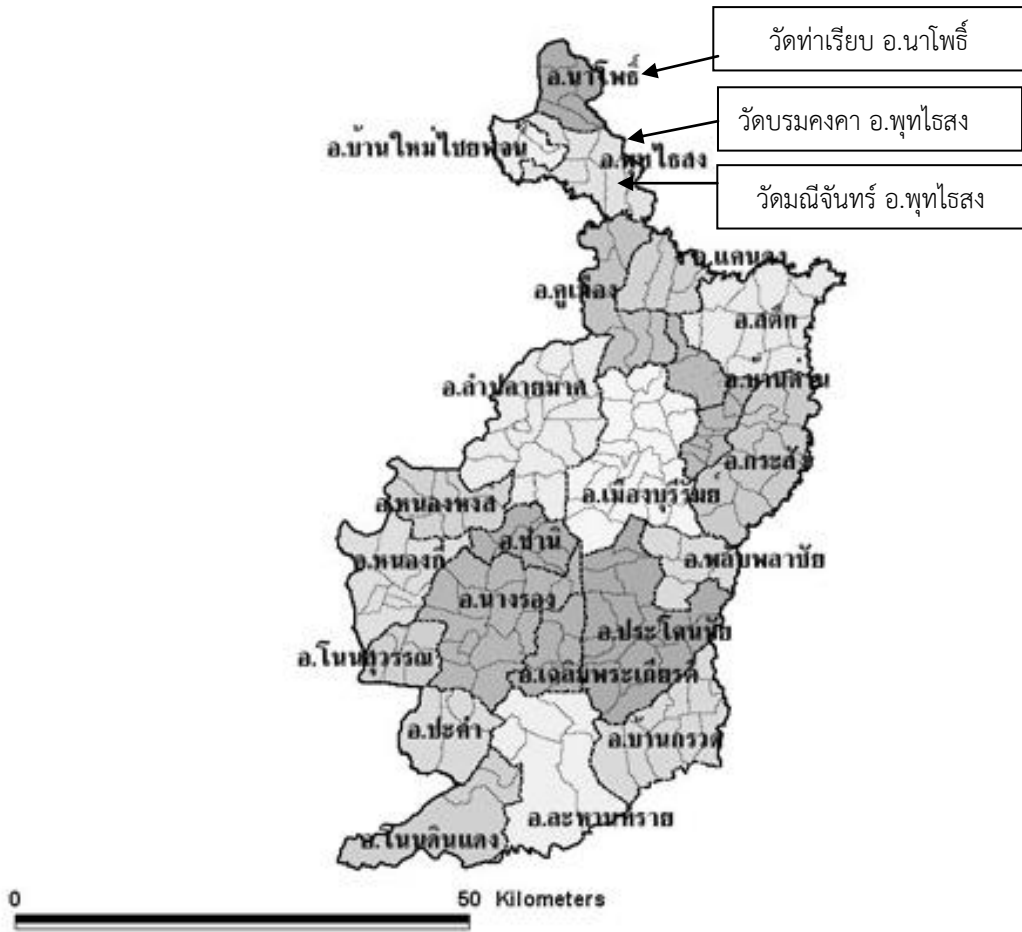 วัดท่าเรียบ อ.นาโพธิ์
อ.นาโพธิ์
วัดบรมคงคา อ.พุทไธสง
อ.บ้านใหม่ไชยพจน์
อ.พุทไธสง
วัดมณีจันทร์ อ.พุทไธสง
อ.แคนดง
อ.คูเมือง
อ.สตึก
อ.ห้วยราช
อ.ลำปลายมาศ
อ.กระสัง
อ.หนองหงส์
อ.เมืองบุรีรัมย์
อ.ชำนิ
อ.หนองกี่
อ.พลับพลาชัย
อ.นางรอง
อ.ประโคนชัย
อ.โนนสุวรรณ
อ.เฉลิมพระเกียรติ
อ.ปะคำ
อ.บ้านกรวด
อ.ละหานทราย
อ.โนนดินแดง
0
50 Kilometers